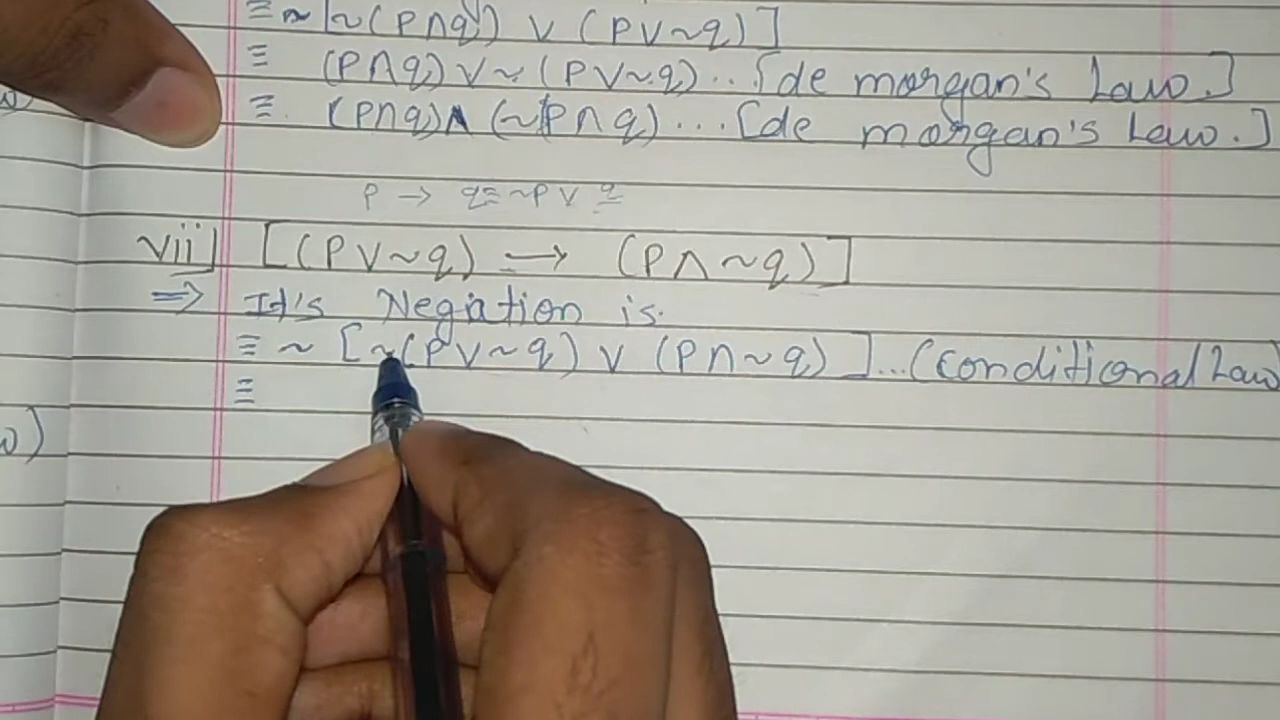 ≡ ~ [~(p∩q) ∨ (p∨~q)]
≡ (p∩q)∨~(p∨~q)...[de morgan's Law.]
≡ (p∩q)∧(~p∩q)...[de morgan's Law.]
p → q≡~p∨q
vii] [(p∨~q) → (p∧~q)]
⇒ It's Negation is.
≡ ~ [~(p∨~q) ∨ (p∩~q)]...(Conditional Law
≡